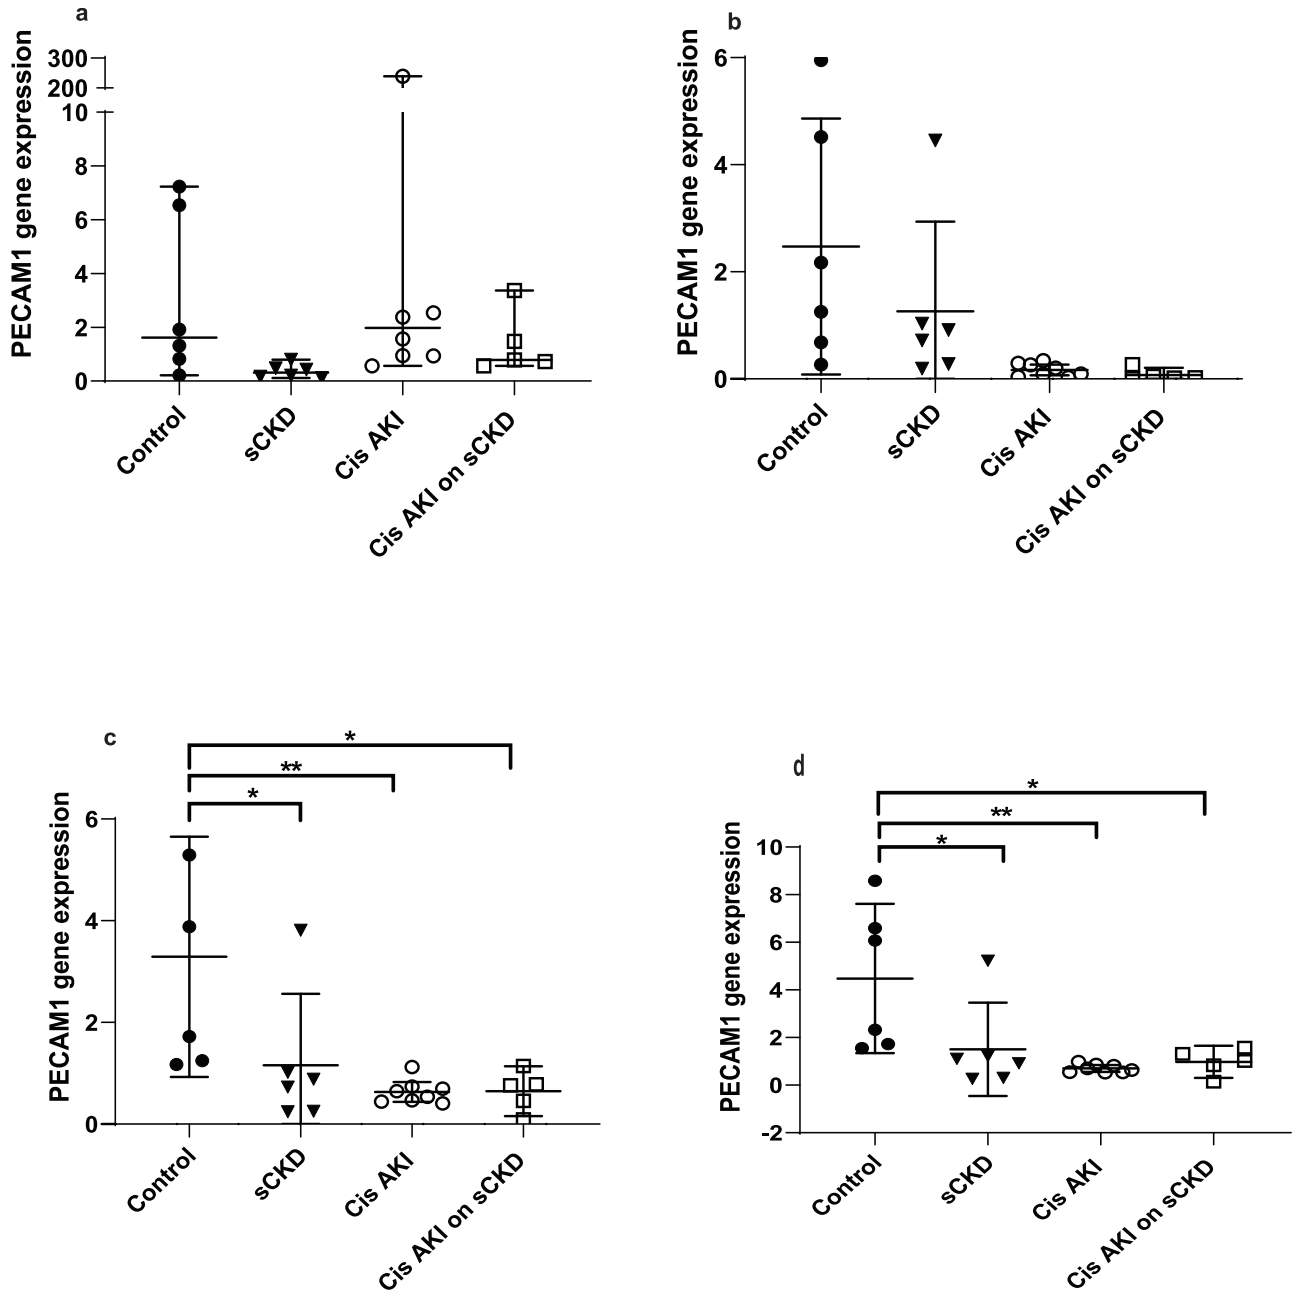 a
PECAM1 gene expression
300
200
10
8
6
4
2
0
Control
sCKD
Cis AKI
Cis AKI on sCKD
b
PECAM1 gene expression
6
4
2
0
Control
sCKD
Cis AKI
Cis AKI on sCKD
c
*
**
*
PECAM1 gene expression
6
4
2
0
Control
sCKD
Cis AKI
Cis AKI on sCKD
d
*
**
*
PECAM1 gene expression
10
8
6
4
2
0
-2
Control
sCKD
Cis AKI
Cis AKI on sCKD